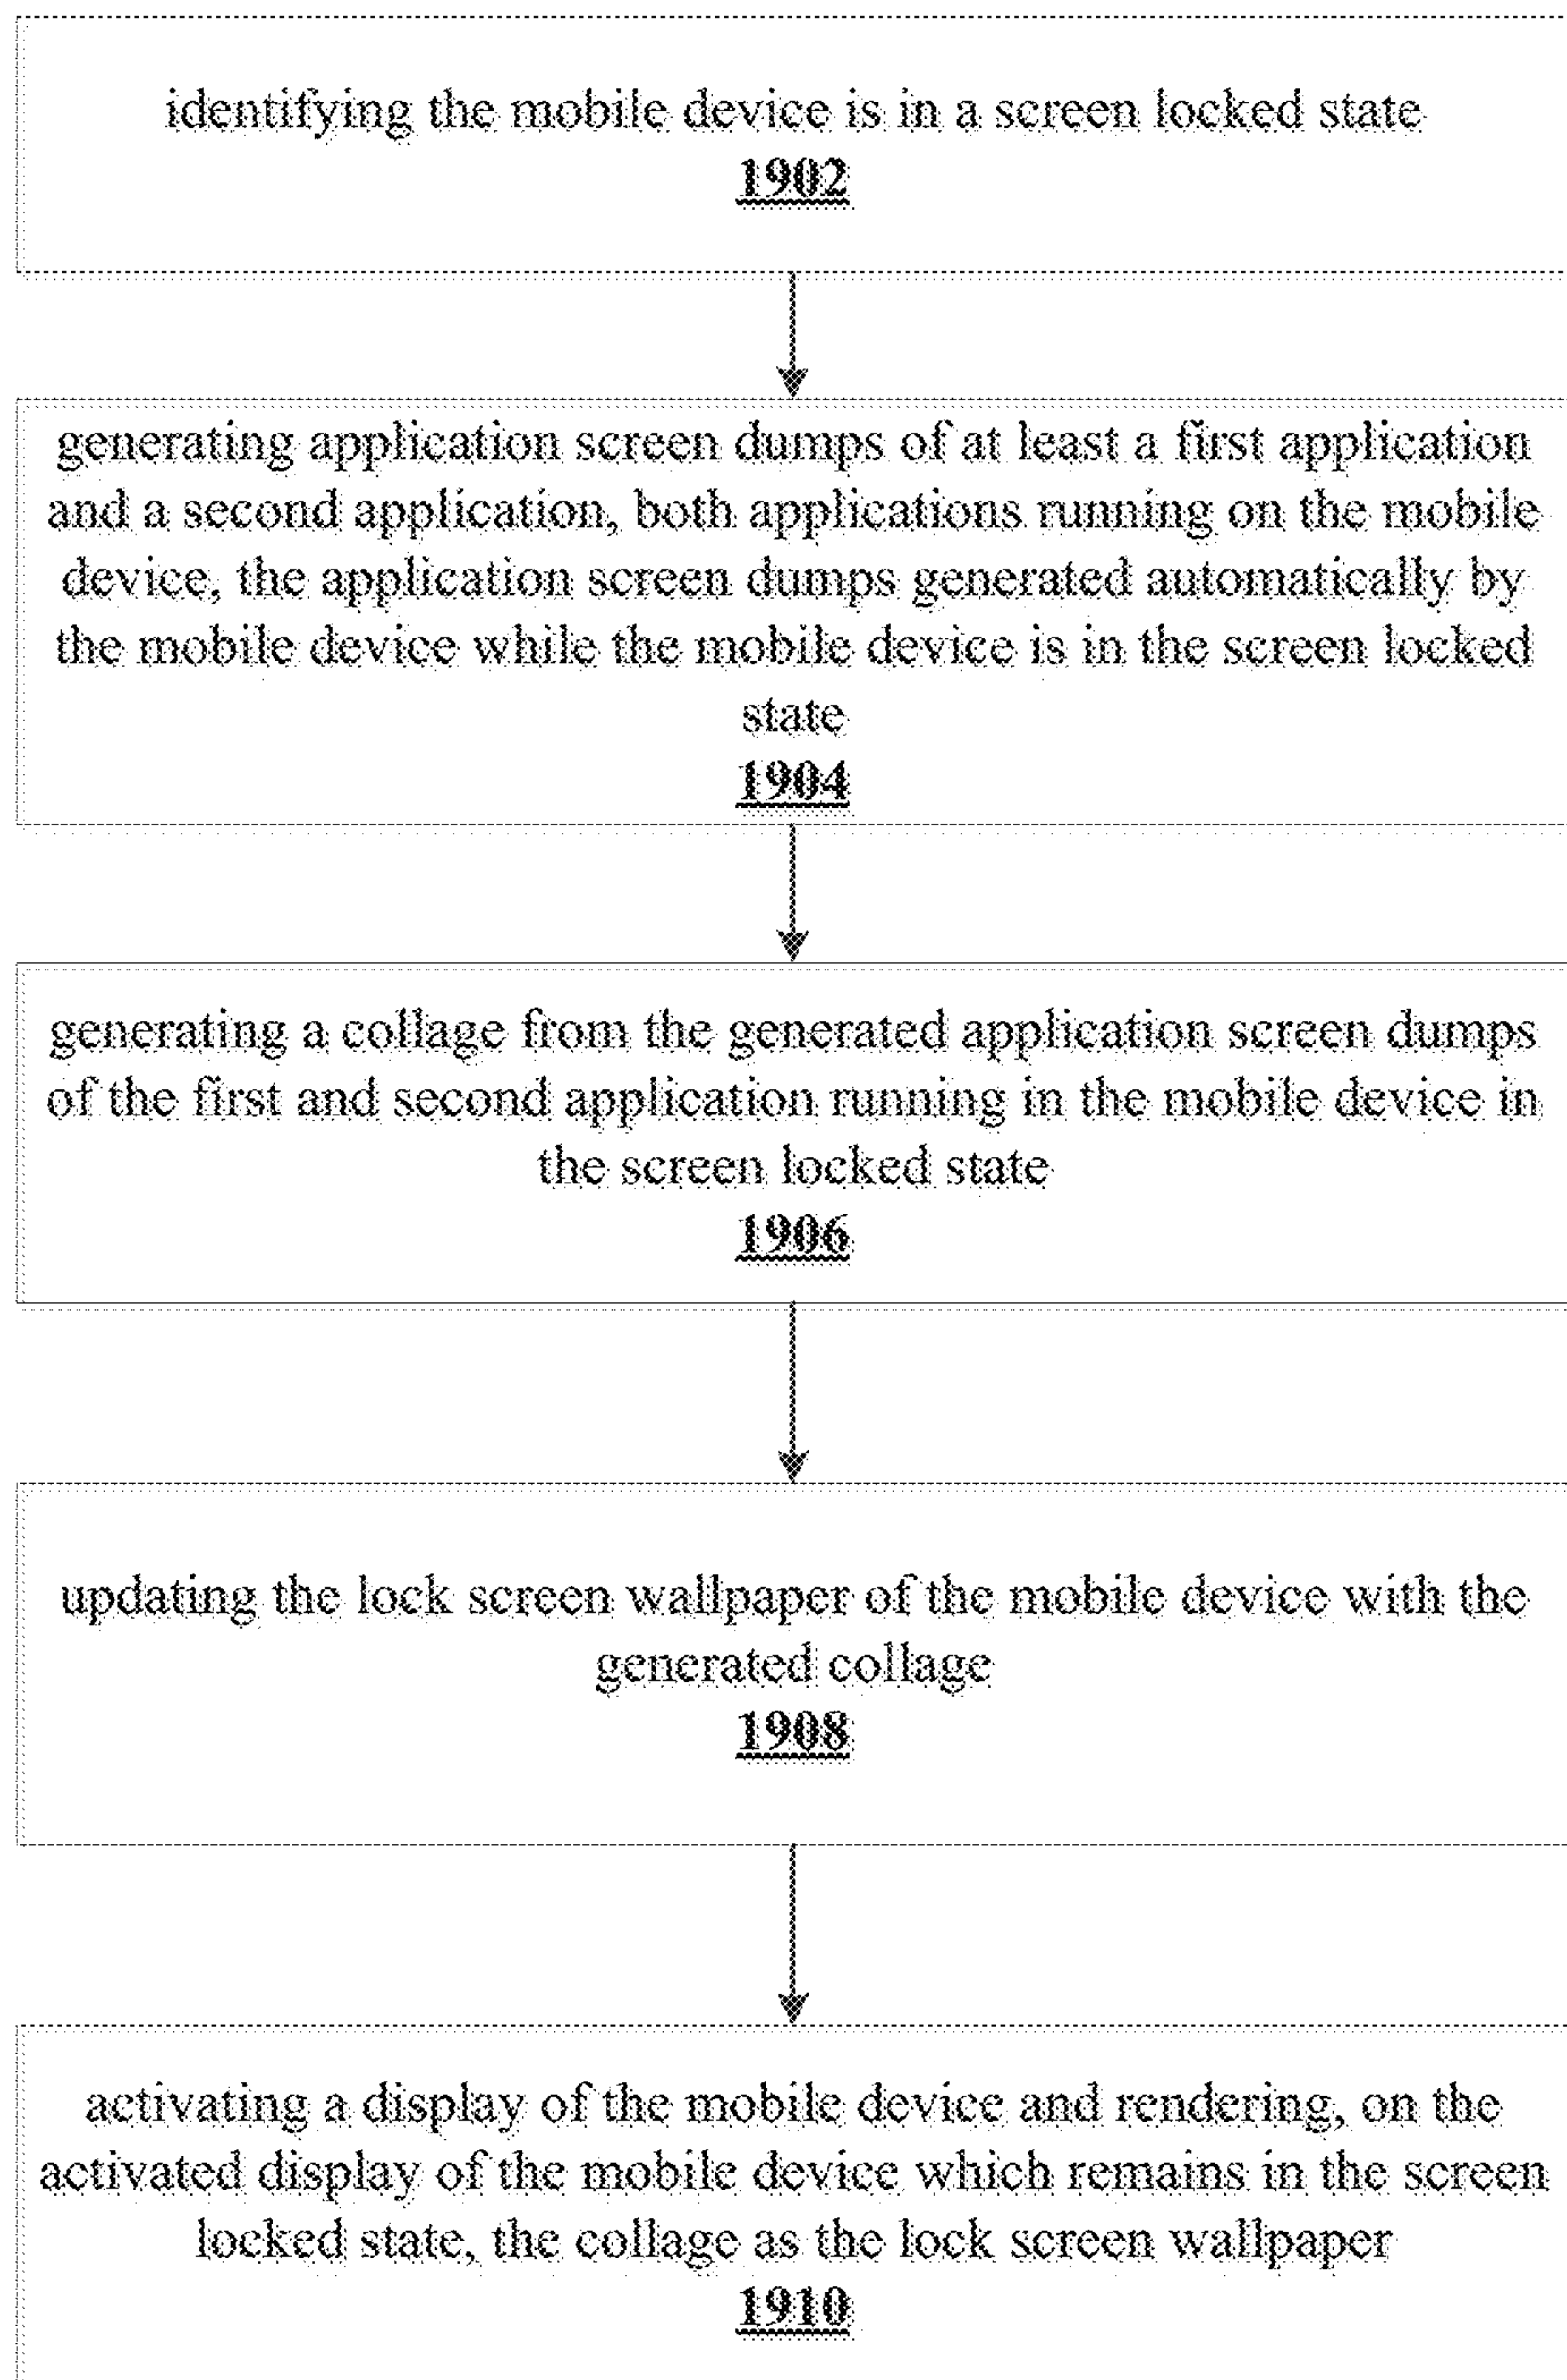 identifying the mobile device is in a screen locked state
1902
generating application screen dumps of at least a first application
and a second application, both applications running on the mobile
device, the application screen dumps generated automatically by
the mobile device while the mobile device is in the screen locked
state
1904
generating a collage from the generated application screen dumps
of the first and second application running in the mobile device in
the screen locked state
1906
updating the lock screen wallpaper of the mobile device with the
generated collage
1908
activating a display of the mobile device and rendering, on the
activated display of the mobile device which remains in the screen
locked state, the collage as the lock screen wallpaper
1910